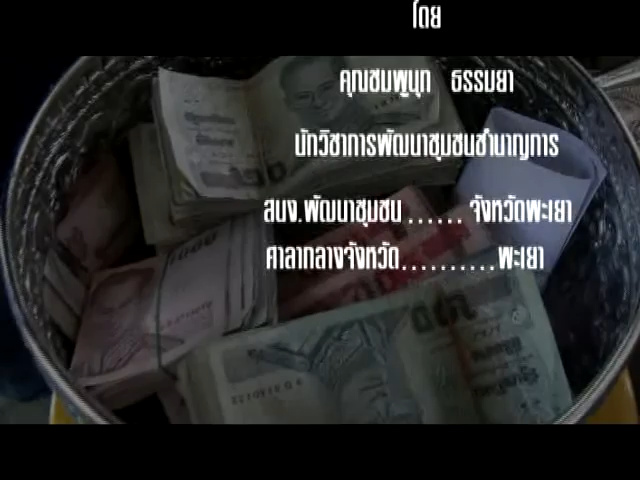 โดย
คุณชมพูนุท ธรรมยา
นักวิชาการพัฒนาชุมชนชำนาญการ
สนง.พัฒนาชุมชน...... จังหวัดพะเยา
ศาลากลางจังหวัด..........พะเยา